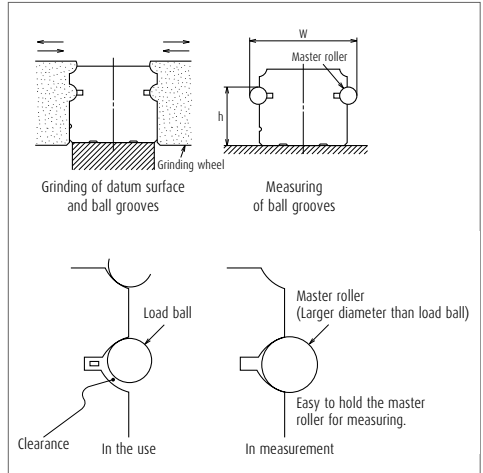 W
Master roller
h
Grinding wheel
Grinding of datum surface
and ball grooves
Measuring
of ball grooves
Load ball
Master roller
(Larger diameter than load ball)
Easy to hold the master
roller for measuring.
Clearance
In the use
In measurement